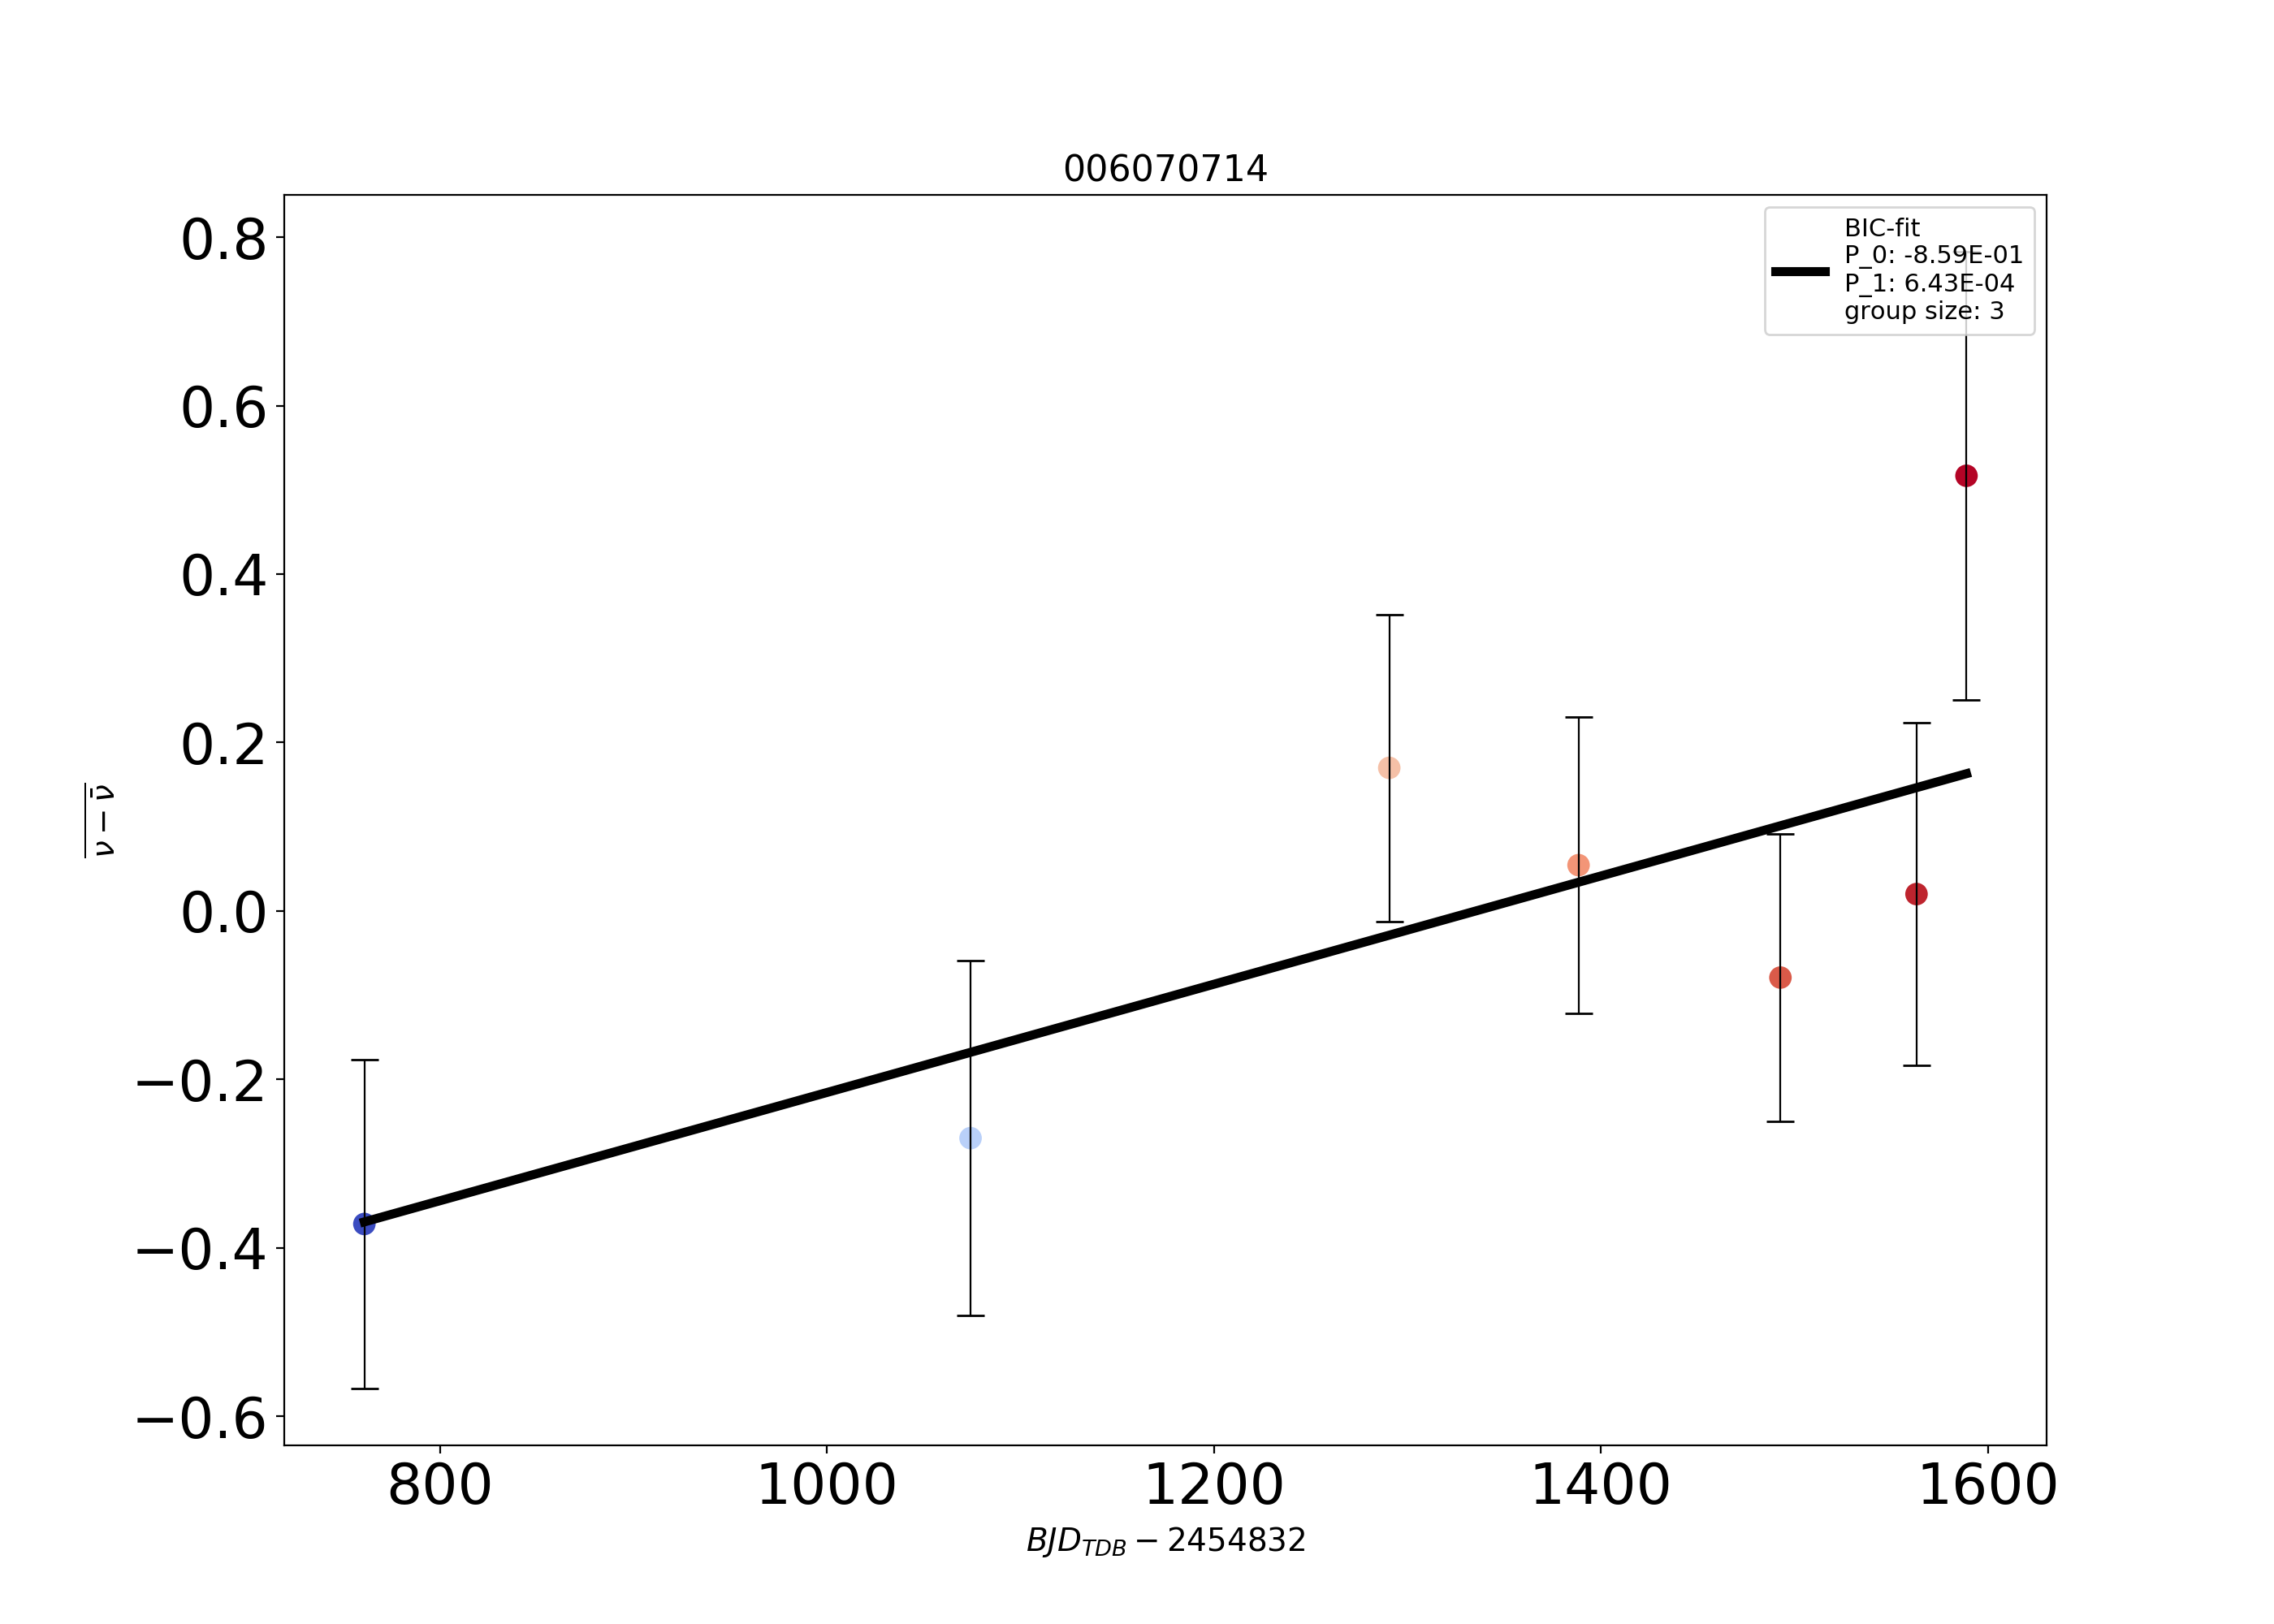 006070714
BIC-fit
P_0: -8.59E-01
P_1: 6.43E-04
group size: 3
0.8
0.6
0.4
0.2
0.0
−0.2
−0.4
−0.6
ν − ν̄
800 1000 1200 1400 1600
BJD_TDB − 2454832